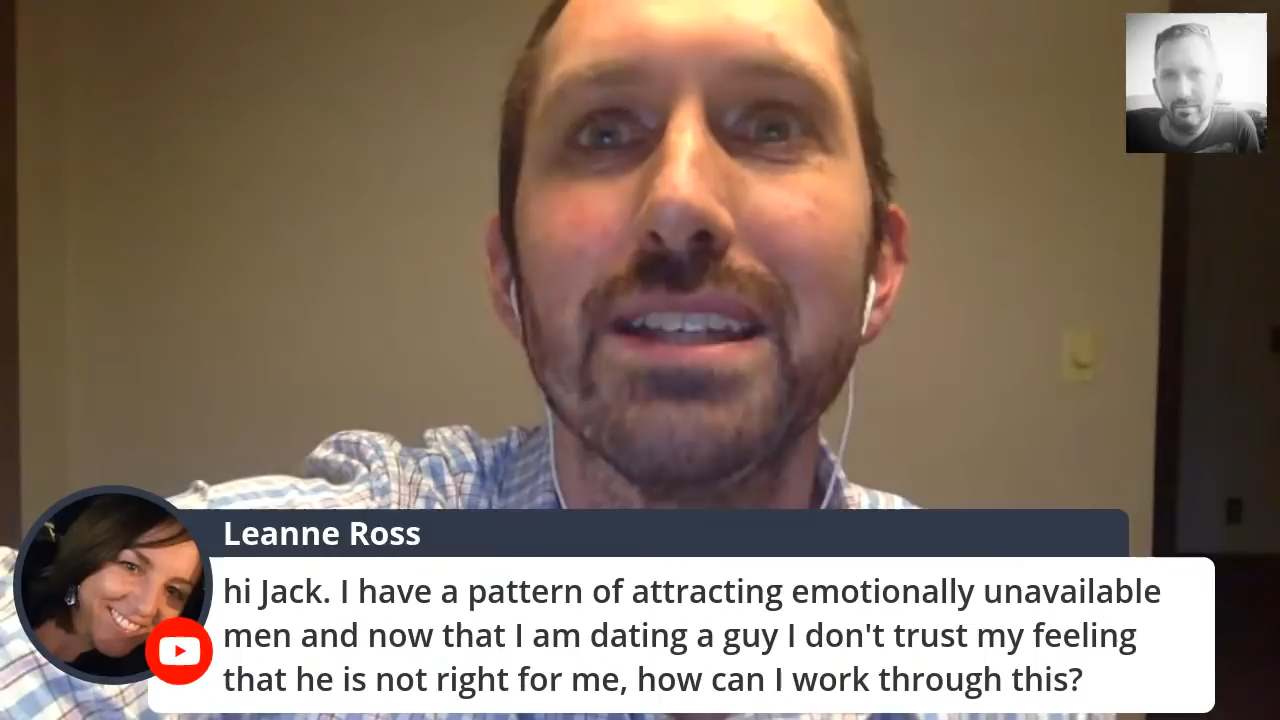 Leanne Ross
hi Jack. I have a pattern of attracting emotionally unavailable
men and now that I am dating a guy I don't trust my feeling
that he is not right for me, how can I work through this?